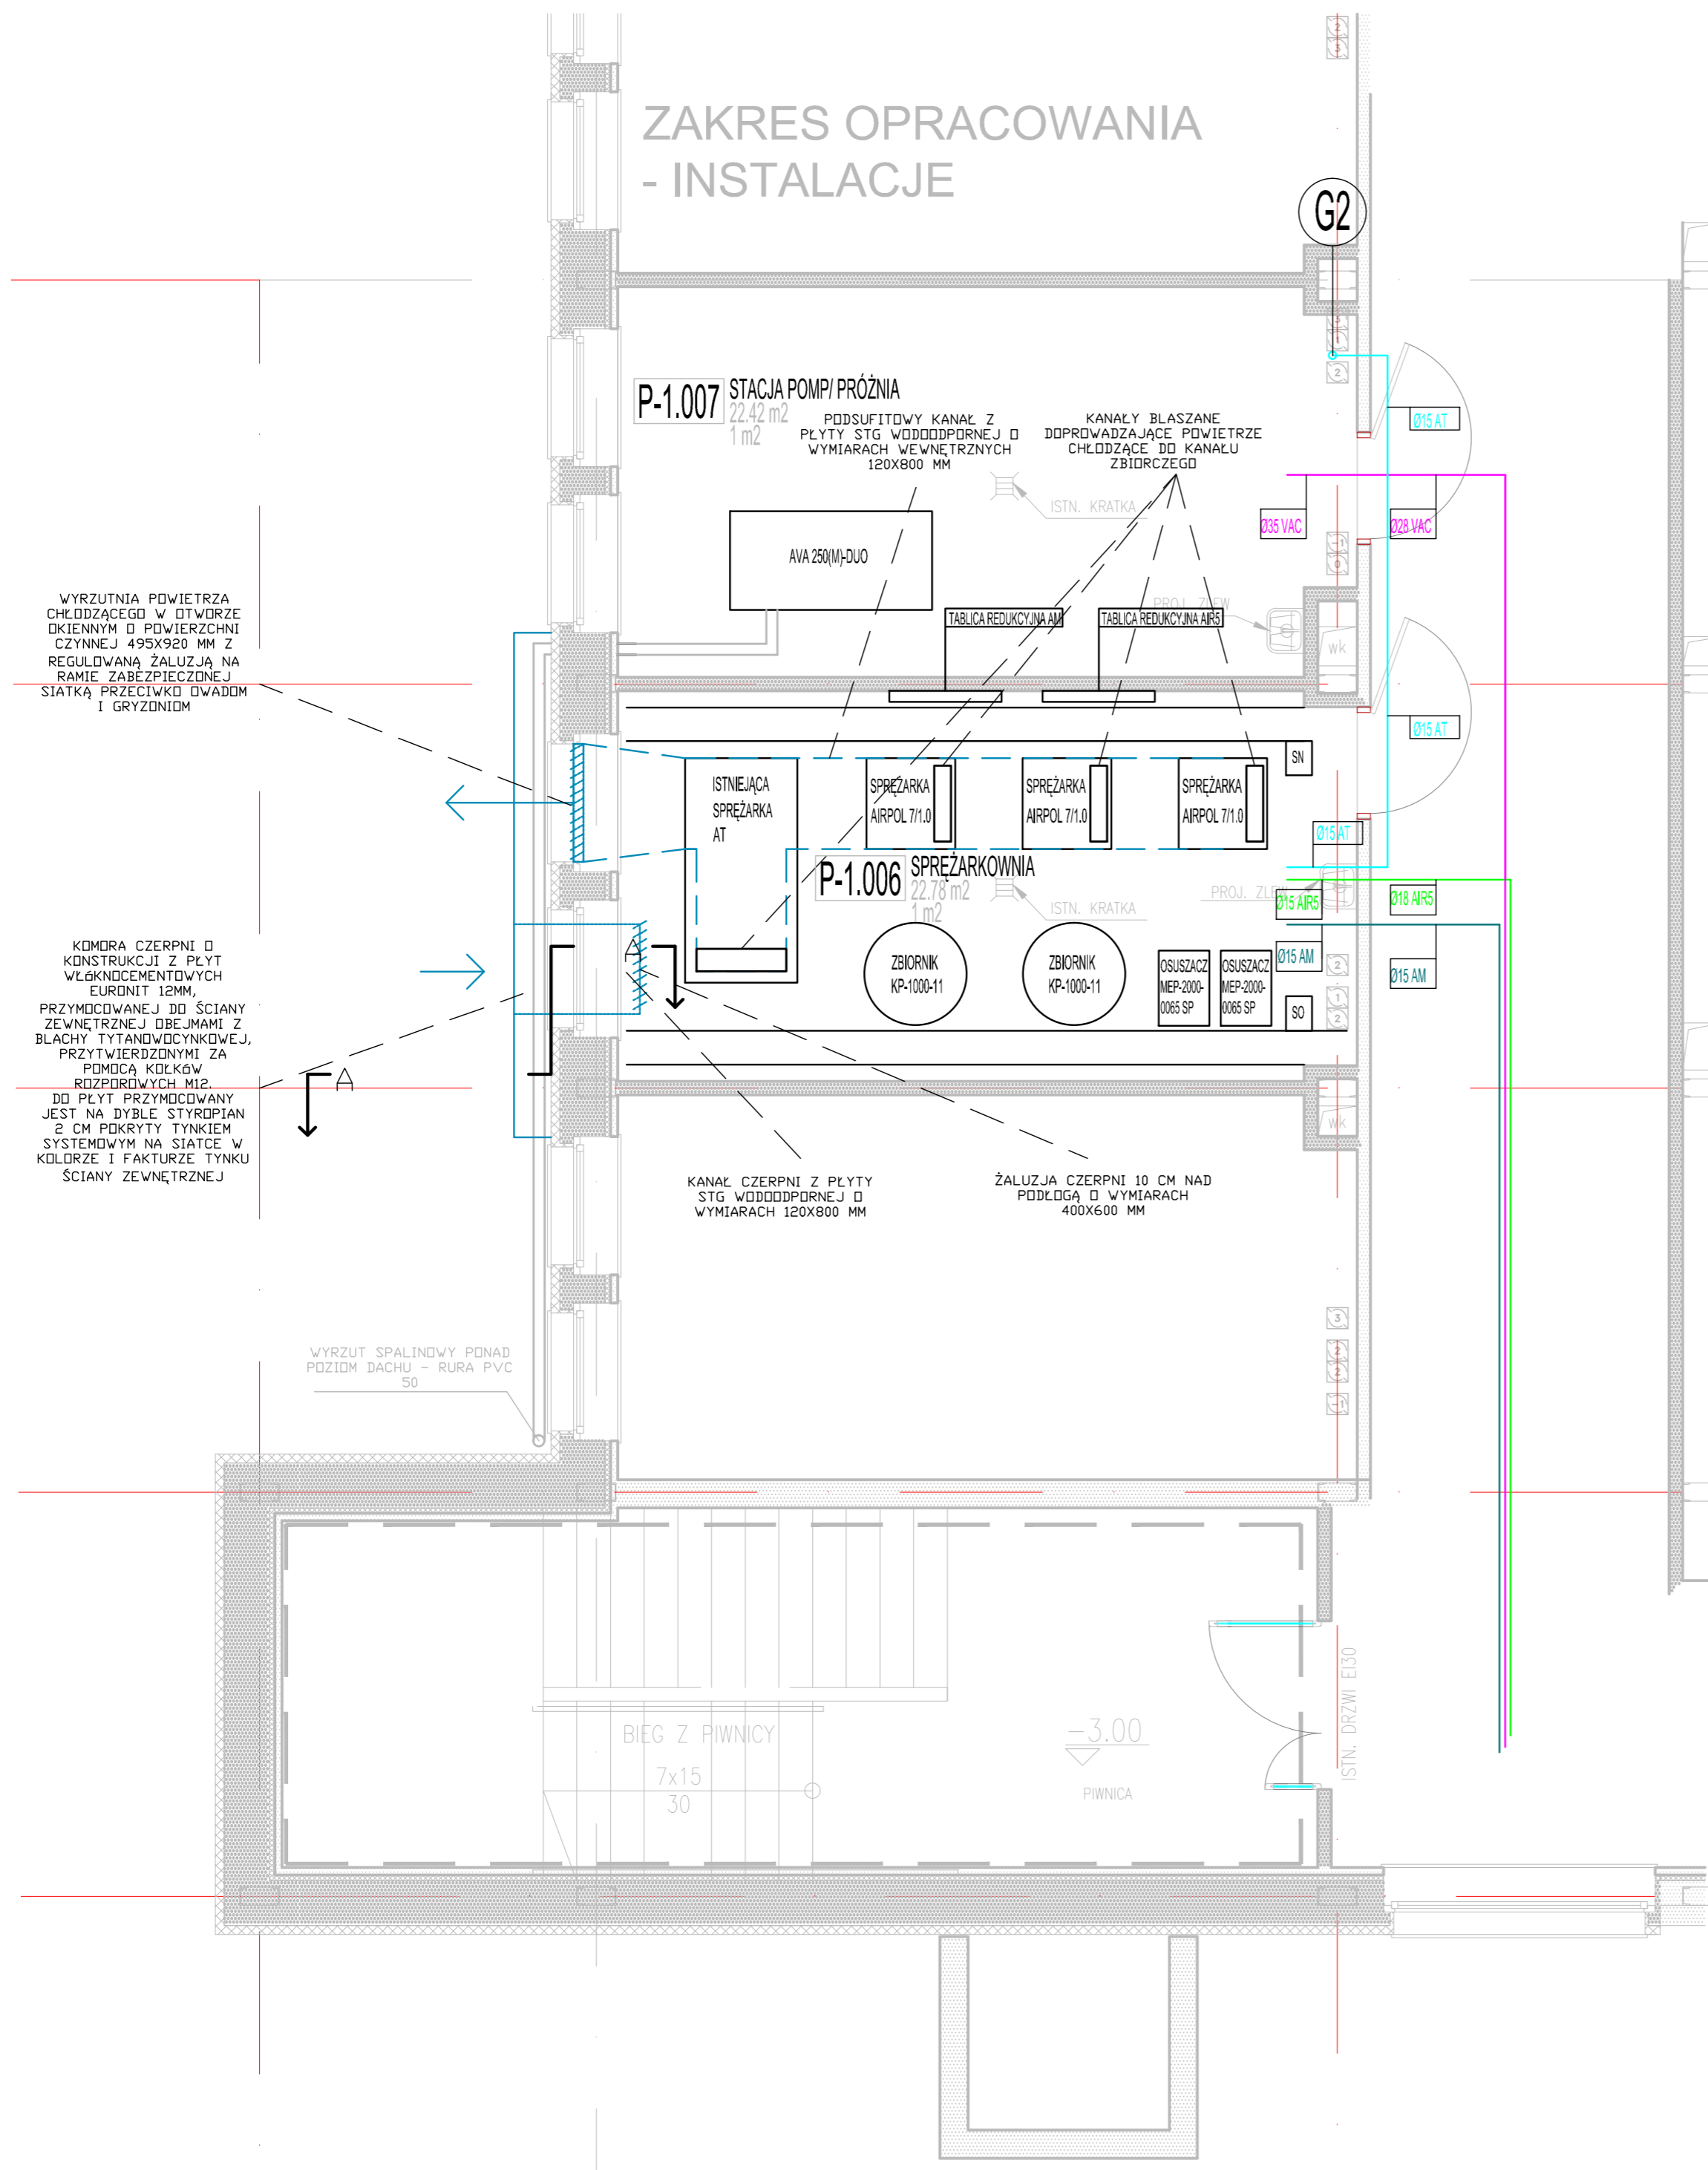 ZAKRES OPRACOWANIA
- INSTALACJE
G2
P-1.007
STACJA POMP/ PRÓŻNIA
22.42 m2
1 m2
PODSUFITOWY KANAŁ Z
PŁYTY STG WODOODPORNEJ O
WYMIARACH WEWNĘTRZNYCH
120X800 MM
KANAŁY BLASZANE
DOPROWADZAJĄCE POWIETRZE
CHŁODZĄCE DO KANAŁU
ZBIORCZEGO
ISTN. KRATKA
Ø15 AT
Ø35 VAC
Ø28 VAC
AVA 250(M)-DUO
TABLICA REDUKCYJNA AM
TABLICA REDUKCYJNA AIR5
PROJ. ZLEW
wk
WYRZUTNIA POWIETRZA
CHŁODZĄCEGO W OTWORZE
OKIENNYM O POWIERZCHNI
CZYNNEJ 495X920 MM Z
REGULOWANĄ ŻALUZJĄ NA
RAMIE ZABEZPIECZONEJ
SIATKĄ PRZECIWKO OWADOM
I GRYZONIOM
Ø15 AT
ISTNIEJĄCA
SPRĘŻARKA
AT
SPRĘŻARKA
AIRPOL 7/1.0
SPRĘŻARKA
AIRPOL 7/1.0
SPRĘŻARKA
AIRPOL 7/1.0
SN
Ø15 AT
P-1.006
SPRĘŻARKOWNIA
22.78 m2
1 m2
ISTN. KRATKA
PROJ. ZLEW
Ø15 AIR5
Ø18 AIR5
Ø15 AM
Ø15 AM
ZBIORNIK
KP-1000-11
ZBIORNIK
KP-1000-11
OSUSZACZ
MEP-2000-
0065 SP
OSUSZACZ
MEP-2000-
0065 SP
SO
A
A
KOMORA CZERPNI O
KONSTRUKCJI Z PŁYT
WŁÓKNOCEMENTOWYCH
EURONIT 12MM,
PRZYMOCOWANEJ DO ŚCIANY
ZEWNĘTRZNEJ OBEJMAMI Z
BLACHY TYTANOWOCYNKOWEJ,
PRZYTWIERDZONYMI ZA
POMOCĄ KOŁKÓW
ROZPOROWYCH M12.
DO PŁYT PRZYMOCOWANY
JEST NA DYBLE STYROPIAN
2 CM POKRYTY TYNKIEM
SYSTEMOWYM NA SIATCE W
KOLORZE I FAKTURZE TYNKU
ŚCIANY ZEWNĘTRZNEJ
wk
KANAŁ CZERPNI Z PŁYTY
STG WODOODPORNEJ O
WYMIARACH 120X800 MM
ŻALUZJA CZERPNI 10 CM NAD
PODŁOGĄ O WYMIARACH
400X600 MM
WYRZUT SPALINOWY PONAD
POZIOM DACHU - RURA PVC
50
BIEG Z PIWNICY
7x15
30
-3.00
PIWNICA
ISTN. DRZWI EI30